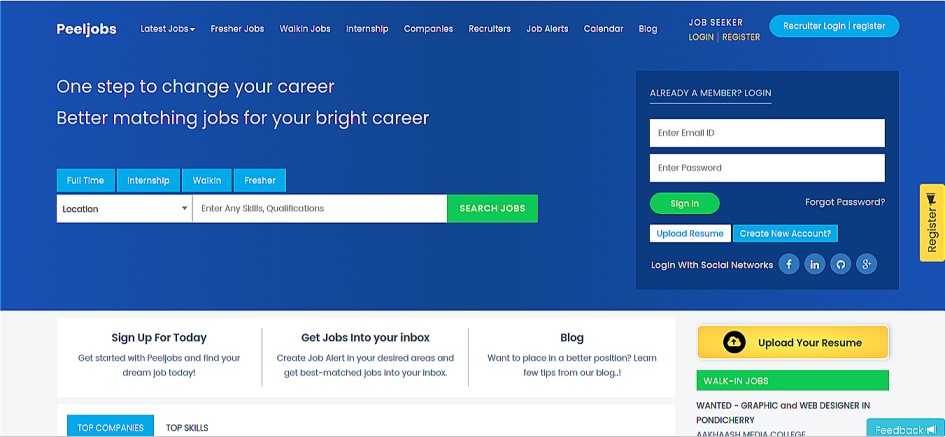 Peeljobs
Latest Jobs
Fresher Jobs
Walkin Jobs
Internship
Companies
Recruiters
Job Alerts
Calendar
Blog
JOB SEEKER
LOGIN | REGISTER
Recruiter Login | register
One step to change your career
Better matching jobs for your bright career
Full Time
Internship
Walkin
Fresher
Location
Enter Any Skills, Qualifications
SEARCH JOBS
ALREADY A MEMBER? LOGIN
Enter Email ID
Enter Password
Sign In
Forgot Password?
Upload Resume
Create New Account?
Login With Social Networks
f
in
g+
Register
Sign Up For Today
Get started with Peeljobs and find your
dream job today!
Get Jobs Into your inbox
Create Job Alert in your desired areas and
get best-matched jobs into your inbox.
Blog
Want to place in a better position? Learn
few tips from our blog..!
Upload Your Resume
WALK-IN JOBS
WANTED - GRAPHIC and WEB DESIGNER IN
PONDICHERRY
AAKHAASH MEDIA COLLEGE
TOP COMPANIES
TOP SKILLS
Feedback